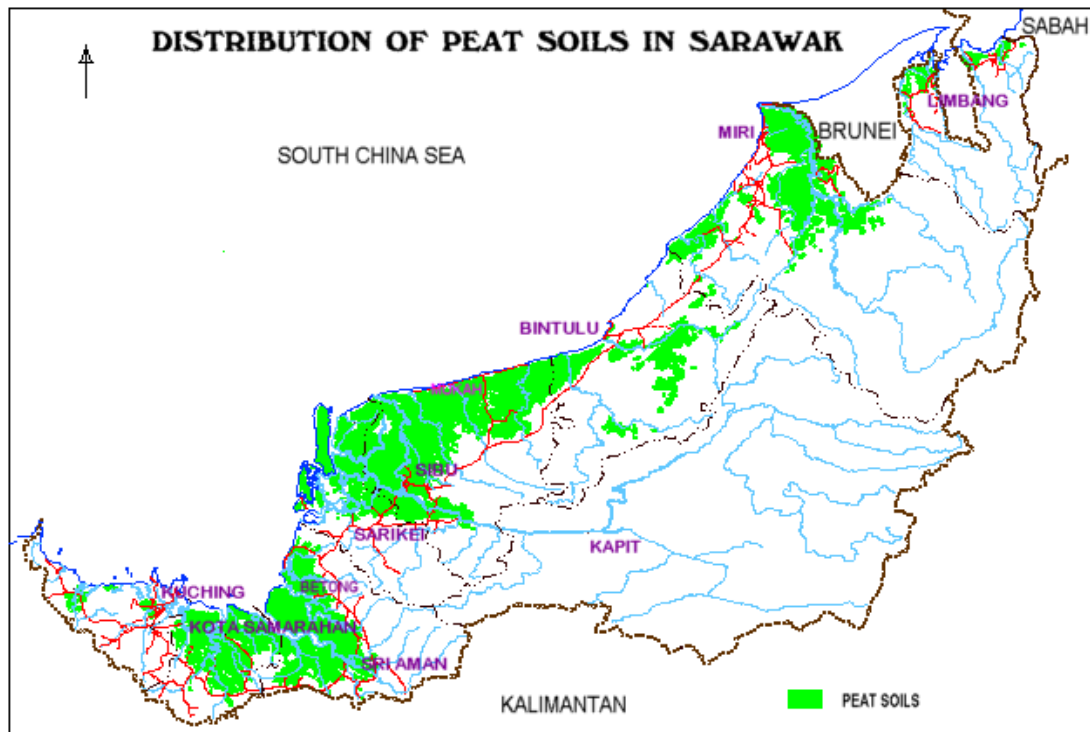 DISTRIBUTION OF PEAT SOILS IN SARAWAK
SABAH
LIMBANG
MIRI
BRUNEI
SOUTH CHINA SEA
BINTULU
MUKAH
SIBU
SARIKEI
KAPIT
BETONG
KUCHING
KOTA SAMARAHAN
SRI AMAN
KALIMANTAN
PEAT SOILS